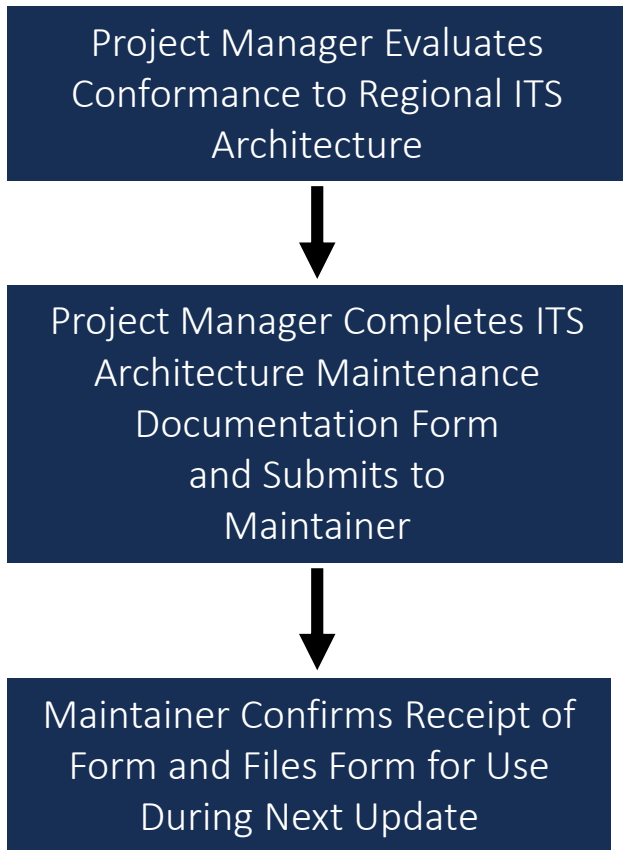 Project Manager Evaluates
Conformance to Regional ITS
Architecture
Project Manager Completes ITS
Architecture Maintenance
Documentation Form
and Submits to
Maintainer
Maintainer Confirms Receipt of
Form and Files Form for Use
During Next Update